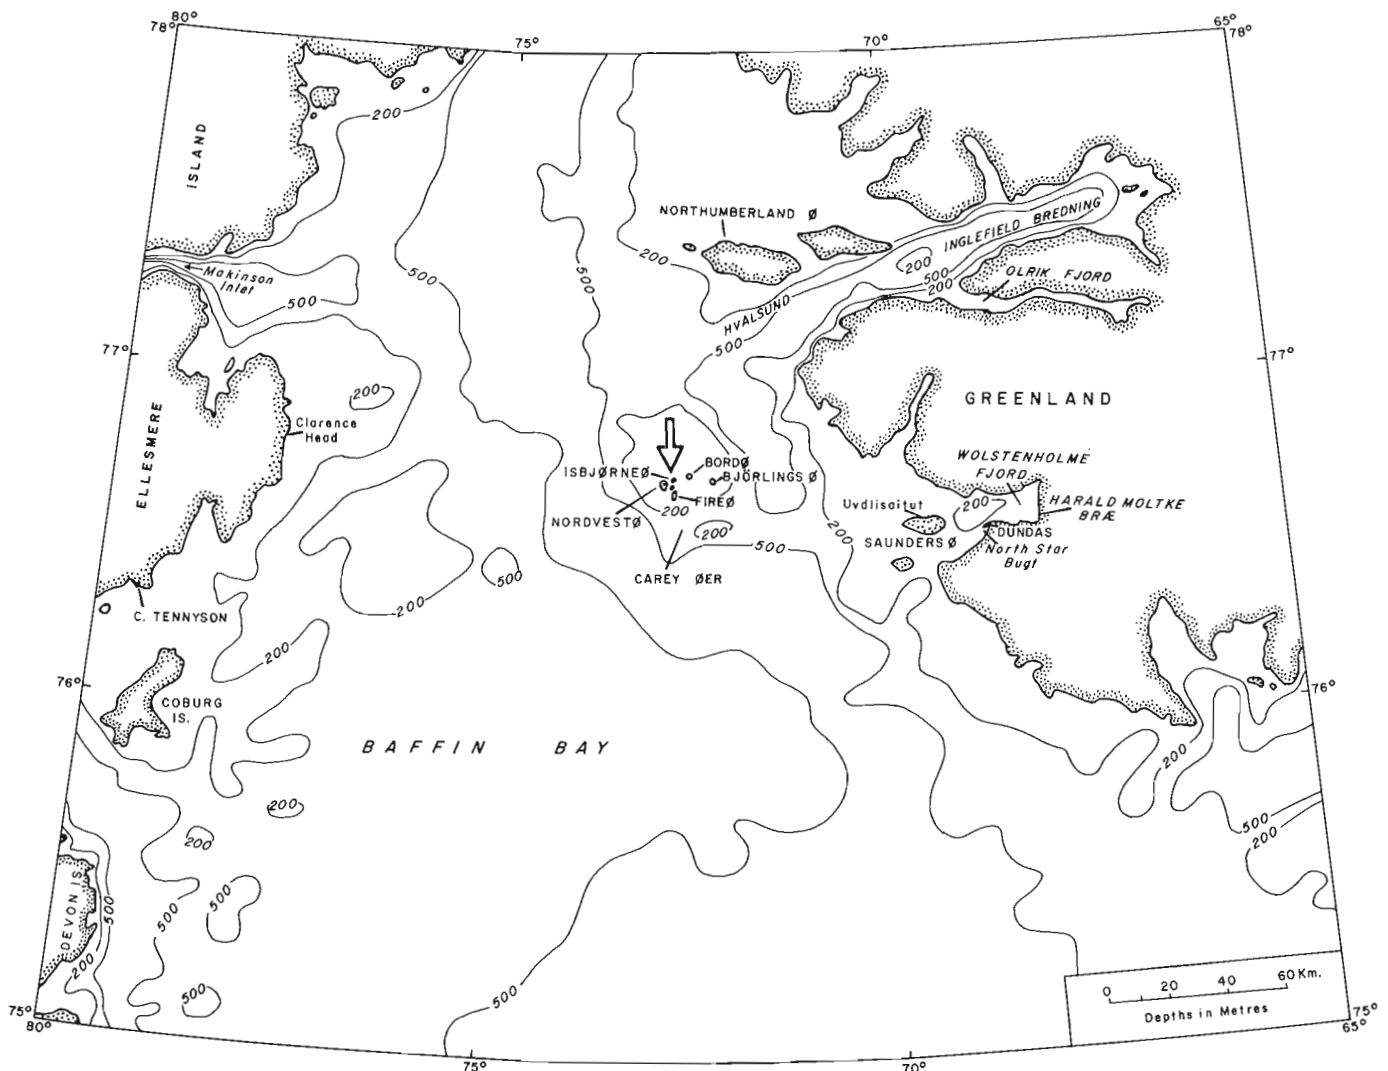 80°
78°
75°
70°
65°
78°
200
ISLAND
NORTHUMBERLAND Ø
INGLEFIELD BREDNING
200
500
500
200
500
200
OLRIK FJORD
Makinson
Inlet
500
HVALSUND
500
77°
77°
200
GREENLAND
ELLESMERE
Clarence
Head
WOLSTENHOLME
FJORD
ISBJØRNEØ
BORDØ
BJÖRLINGS Ø
FIREØ
200
NORDVESTØ
200
500
CAREY ØER
Uvdlisaitut
200
HARALD MOLTKE
BRÆ
200
SAUNDERS Ø
DUNDAS
North Star
Bugt
500
200
C. TENNYSON
200
76°
76°
COBURG
IS.
BAFFIN BAY
200
200
500
200
200
500
500
500
DEVON IS.
200
500
500
0 20 40 60 Km.
Depths in Metres
75°
80°
75°
70°
75°
65°